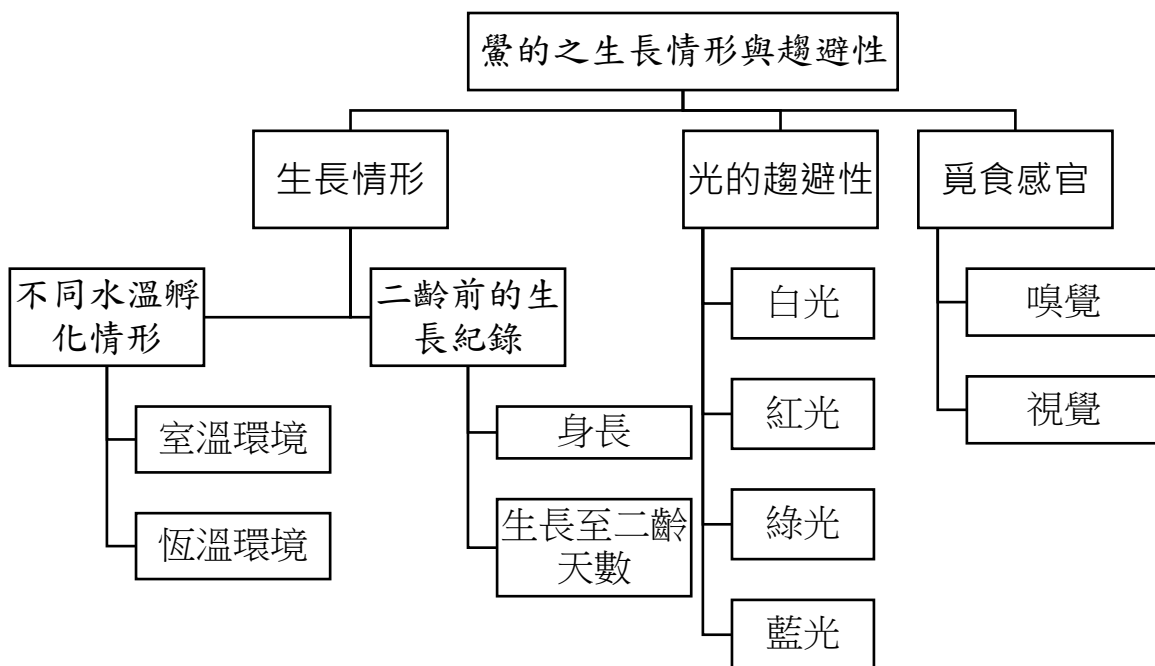 鱟的之生長情形與趨避性
生長情形
光的趨避性
覓食感官
不同水溫孵
化情形
二齡前的生
長紀錄
室溫環境
恆溫環境
身長
生長至二齡
天數
白光
紅光
綠光
藍光
嗅覺
視覺